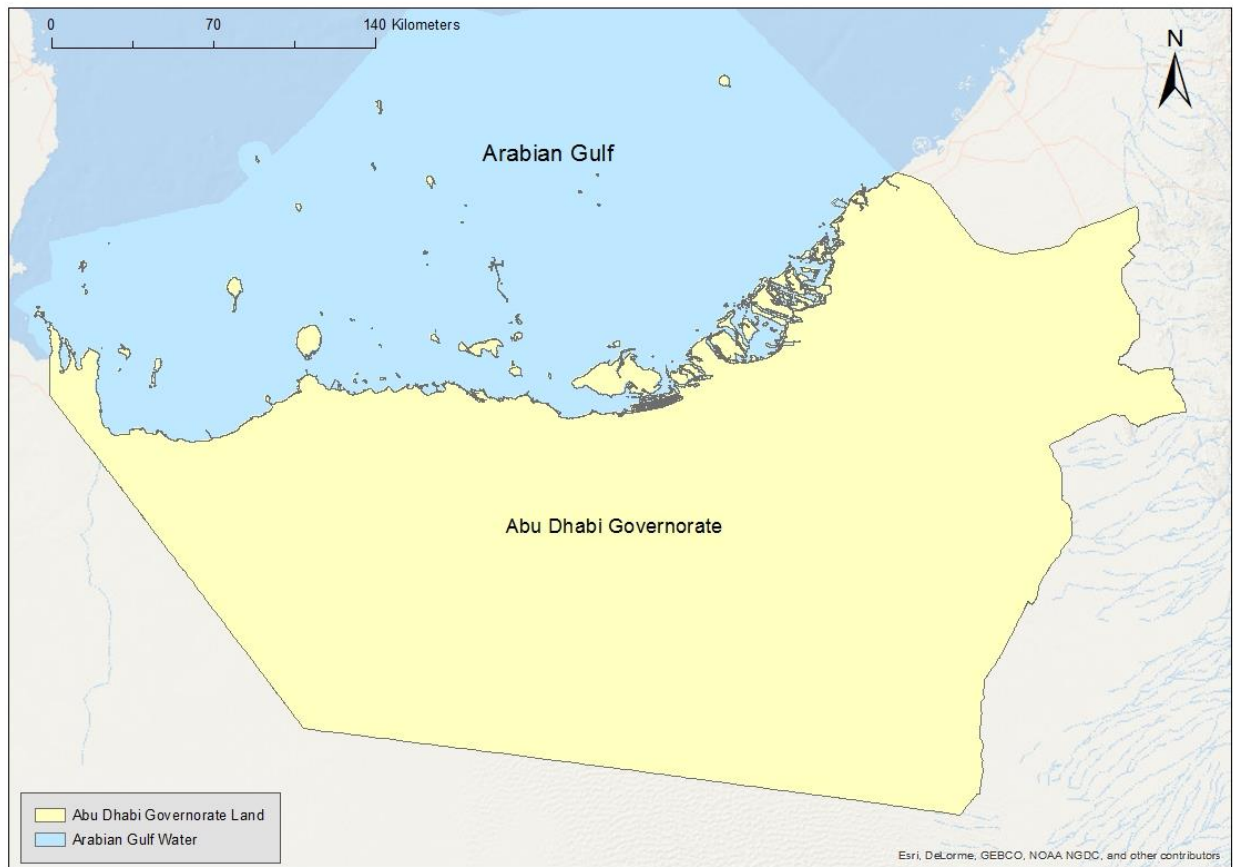 0 70 140 Kilometers
N
Arabian Gulf
Abu Dhabi Governorate
Abu Dhabi Governorate Land
Arabian Gulf Water
Esri, DeLorme, GEBCO, NOAA NGDC, and other contributors